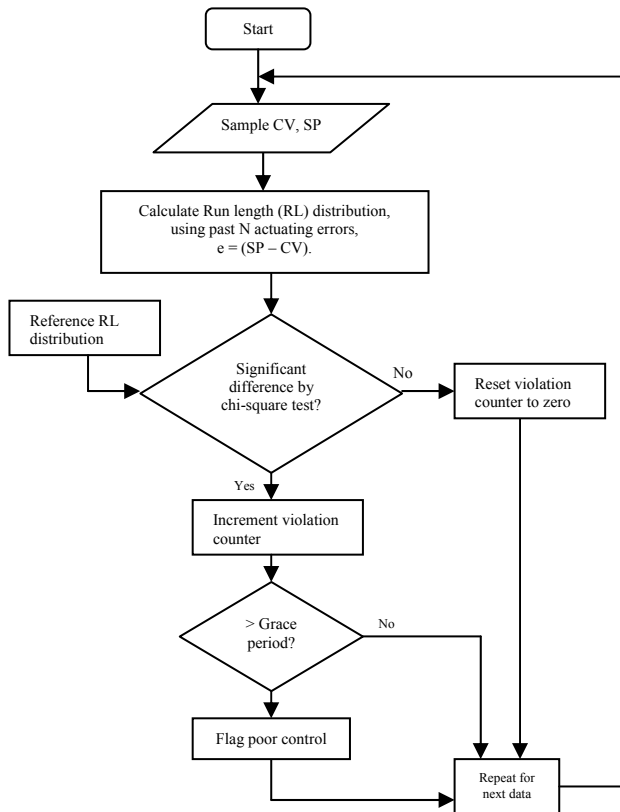 Start
Sample CV, SP
Calculate Run length (RL) distribution,
using past N actuating errors,
e = (SP – CV).
Reference RL
distribution
Significant
difference by
chi-square test?
No
Reset violation
counter to zero
Yes
Increment violation
counter
> Grace
period?
No
Flag poor control
Repeat for
next data